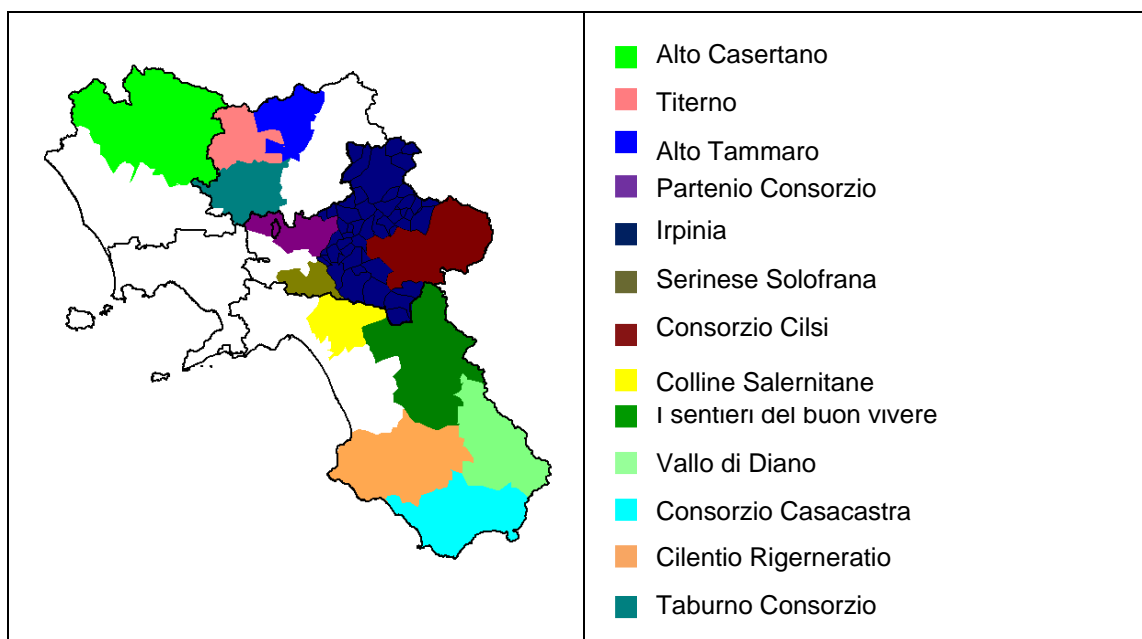 Alto Casertano
Titerno
Alto Tammaro
Partenio Consorzio
Irpinia
Serinese Solofrana
Consorzio Cilsi
Colline Salernitane
I sentieri del buon vivere
Vallo di Diano
Consorzio Casacastra
Cilentio Rigerneratio
Taburno Consorzio